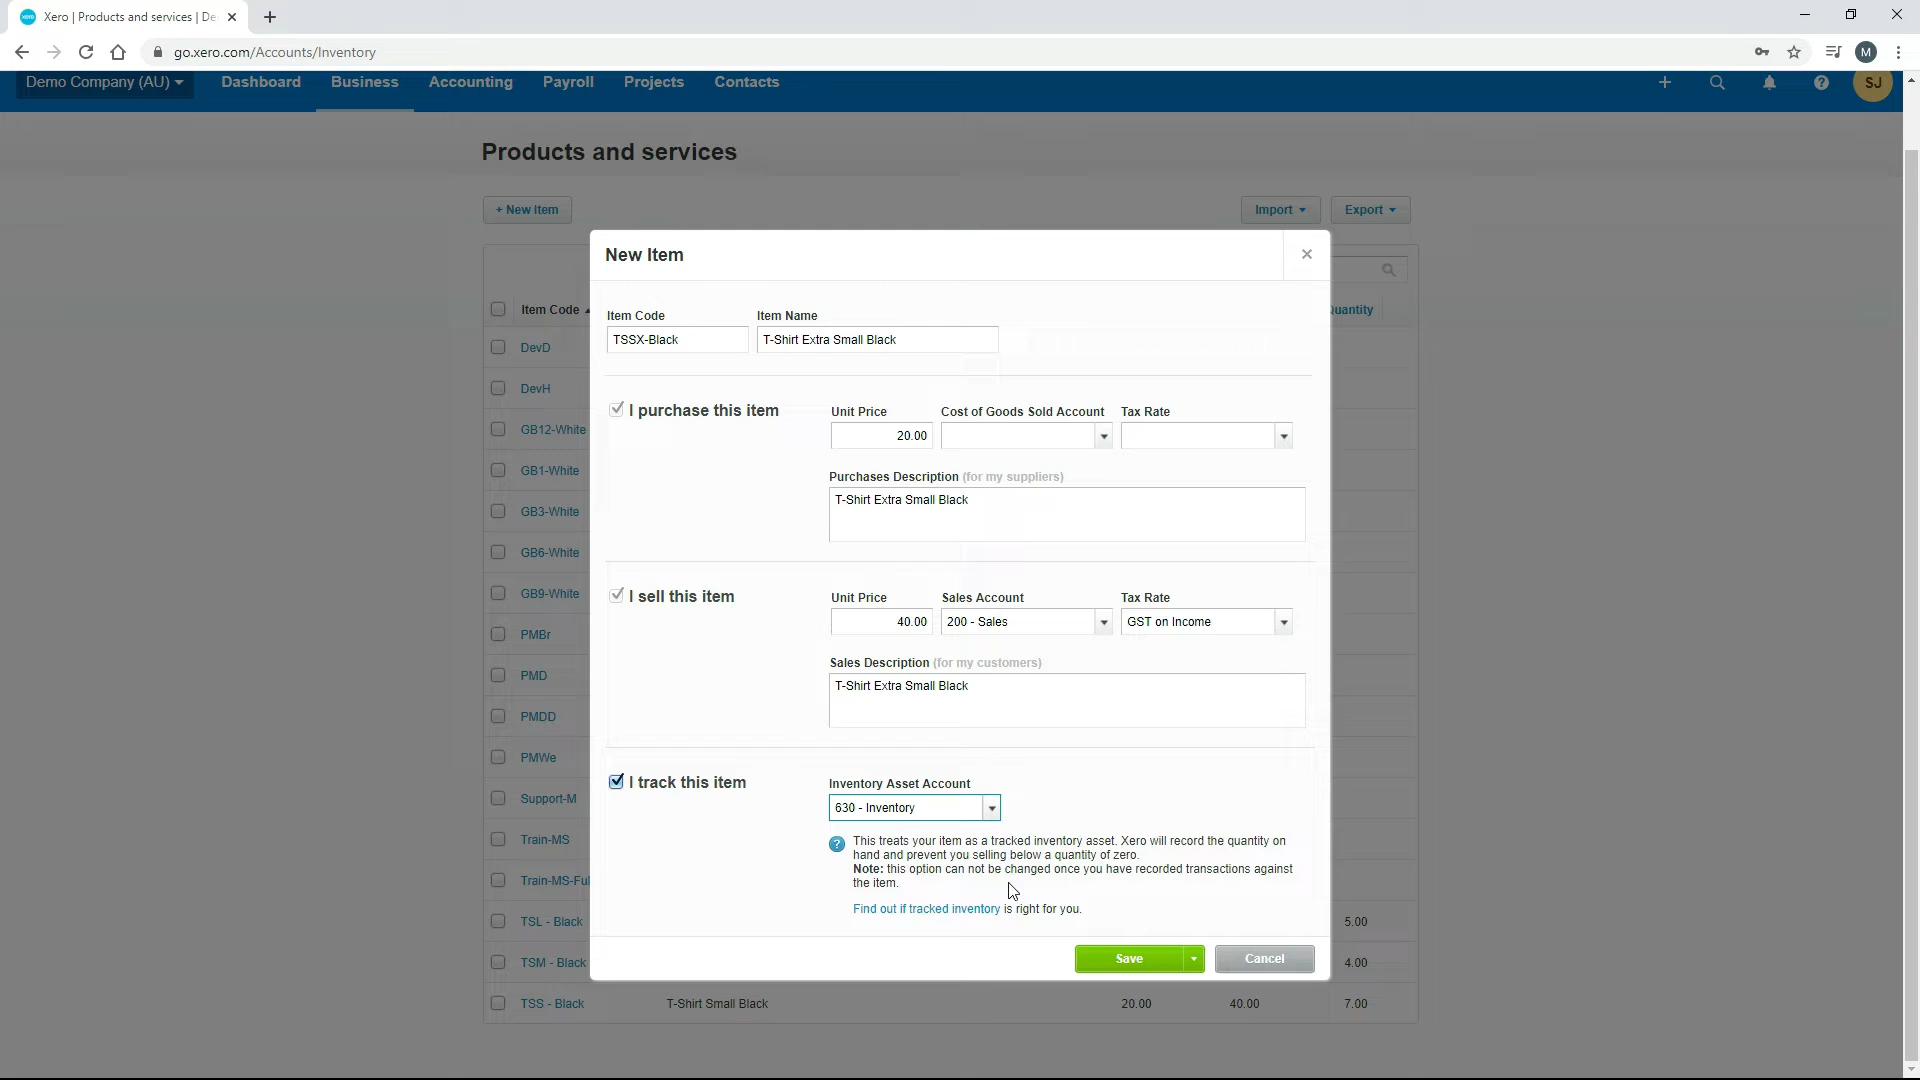 Xero | Products and services | De
go.xero.com/Accounts/Inventory
M
Demo Company (AU)
Dashboard
Business
Accounting
Payroll
Projects
Contacts
SJ
Products and services
+ New Item
Import
Export
Item Code
Quantity
DevD
DevH
GB12-White
GB1-White
GB3-White
GB6-White
GB9-White
PMBr
PMD
PMDD
PMWe
Support-M
Train-MS
Train-MS-Ful
TSL - Black
5.00
TSM - Black
4.00
TSS - Black
T-Shirt Small Black
20.00
40.00
7.00
New Item
Item Code
Item Name
TSSX-Black
T-Shirt Extra Small Black
I purchase this item
Unit Price
Cost of Goods Sold Account
Tax Rate
20.00
Purchases Description (for my suppliers)
T-Shirt Extra Small Black
I sell this item
Unit Price
Sales Account
Tax Rate
40.00
200 - Sales
GST on Income
Sales Description (for my customers)
T-Shirt Extra Small Black
I track this item
Inventory Asset Account
630 - Inventory
This treats your item as a tracked inventory asset. Xero will record the quantity on
hand and prevent you selling below a quantity of zero.
Note: this option can not be changed once you have recorded transactions against
the item.
Find out if tracked inventory is right for you.
Save
Cancel